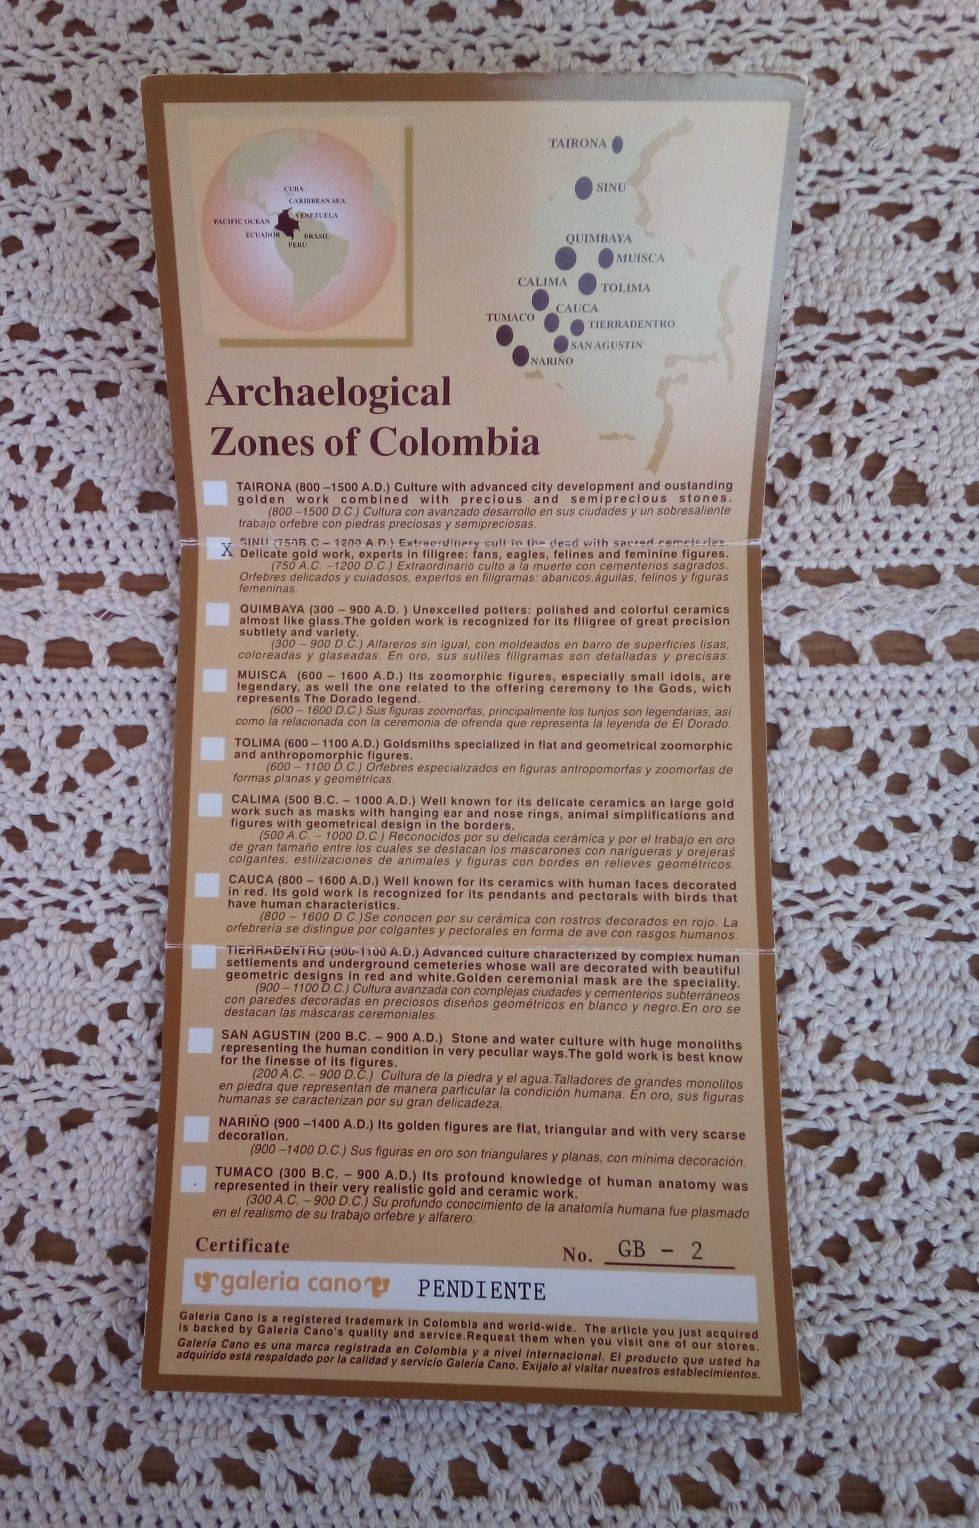 CUBA
CARIBBEAN SEA
PACIFIC OCEAN
VENEZUELA
ECUADOR
BRASIL
PERU
TAIRONA
SINU
QUIMBAYA
MUISCA
CALIMA
TOLIMA
CAUCA
TUMACO
TIERRADENTRO
SAN AGUSTIN
NARIÑO
Archaelogical
Zones of Colombia
TAIRONA (800 –1500 A.D.) Culture with advanced city development and oustanding
golden work combined with precious and semiprecious stones.
(800 –1500 D.C.) Cultura con avanzado desarrollo en sus ciudades y un sobresaliente
trabajo orfebre con piedras preciosas y semipreciosas.
X SINU (750B.C – 1200 A.D.) Extraordinery cult to the dead with sacred cemeteries.
Delicate gold work, experts in filigree: fans, eagles, felines and feminine figures.
(750 A.C. –1200 D.C.) Extraordinario culto a la muerte con cementerios sagrados.
Orfebres delicados y cuiadosos, expertos en filigramas: abanicos,águilas, felinos y figuras
femeninas.
QUIMBAYA (300 – 900 A.D. ) Unexcelled potters: polished and colorful ceramics
almost like glass.The golden work is recognized for its filigree of great precision
subtlety and variety.
(300 – 900 D.C.) Alfareros sin igual, con moldeados en barro de superficies lisas,
coloreadas y glaseadas. En oro, sus sutiles filigramas son detalladas y precisas.
MUISCA (600 – 1600 A.D.) Its zoomorphic figures, especially small idols, are
legendary, as well the one related to the offering ceremony to the Gods, wich
represents The Dorado legend.
(600 – 1600 D.C.) Sus figuras zoomorfas, principalmente los tunjos son legendarias, así
como la relacionada con la ceremonia de ofrenda que representa la leyenda de El Dorado.
TOLIMA (600 – 1100 A.D.) Goldsmiths specialized in flat and geometrical zoomorphic
and anthropomorphic figures.
(600 – 1100 D.C.) Orfebres especializados en figuras antropomorfas y zoomorfas de
formas planas y geométricas.
CALIMA (500 B.C. – 1000 A.D.) Well known for its delicate ceramics an large gold
work such as masks with hanging ear and nose rings, animal simplifications and
figures with geometrical design in the borders.
(500 A.C. – 1000 D.C.) Reconocidos por su delicada cerámica y por el trabajo en oro
de gran tamaño entre los cuales se destacan los mascarones con narigueras y orejeras
colgantes, estilizaciones de animales y figuras con bordes en relieves geométricos.
CAUCA (800 – 1600 A.D.) Well known for its ceramics with human faces decorated
in red. Its gold work is recognized for its pendants and pectorals with birds that
have human characteristics.
(800 – 1600 D.C.)Se conocen por su cerámica con rostros decorados en rojo. La
orfebrería se distingue por colgantes y pectorales en forma de ave con rasgos humanos.
TIERRADENTRO (900-1100 A.D.) Advanced culture characterized by complex human
settlements and underground cemeteries whose wall are decorated with beautiful
geometric designs in red and white.Golden ceremonial mask are the speciality.
(900 – 1100 D.C.) Cultura avanzada con complejas ciudades y cementerios subterráneos
con paredes decoradas en preciosos diseños geométricos en blanco y negro.En oro se
destacan las máscaras ceremoniales.
SAN AGUSTIN (200 B.C. – 900 A.D.) Stone and water culture with huge monoliths
representing the human condition in very peculiar ways.The gold work is best know
for the finesse of its figures.
(200 A.C. – 900 D.C.) Cultura de la piedra y el agua.Talladores de grandes monolitos
en piedra que representan de manera particular la condición humana. En oro, sus figuras
humanas se caracterizan por su gran delicadeza.
NARIÑO (900 –1400 A.D.) Its golden figures are flat, triangular and with very scarse
decoration.
(900 –1400 D.C.) Sus figuras en oro son triangulares y planas, con mínima decoración.
TUMACO (300 B.C. – 900 A.D.) Its profound knowledge of human anatomy was
represented in their very realistic gold and ceramic work.
(300 A.C. – 900 D.C.) Su profundo conocimiento de la anatomía humana fue plasmado
en el realismo de su trabajo orfebre y alfarero.
Certificate No. GB - 2
galeria cano PENDIENTE
Galería Cano is a registered trademark in Colombia and world-wide. The article you just acquired
is backed by Galería Cano's quality and service.Request them when you visit one of our stores.
Galería Cano es una marca registrada en Colombia y a nivel internacional. El producto que usted ha
adquirido está respaldado por la calidad y servicio Galería Cano. Exíjalo al visitar nuestros establecimientos.